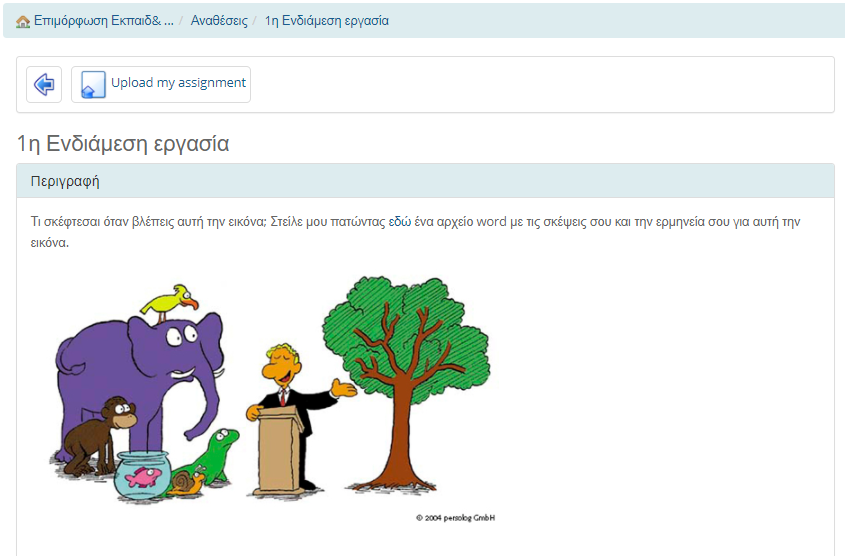 Επιμόρφωση Εκπαιδ& ... / Αναθέσεις / 1η Ενδιάμεση εργασία
Upload my assignment
1η Ενδιάμεση εργασία
Περιγραφή
Τι σκέφτεσαι όταν βλέπεις αυτή την εικόνα; Στείλε μου πατώντας εδώ ένα αρχείο word με τις σκέψεις σου και την ερμηνεία σου για αυτή την
εικόνα.
© 2004 persolog GmbH